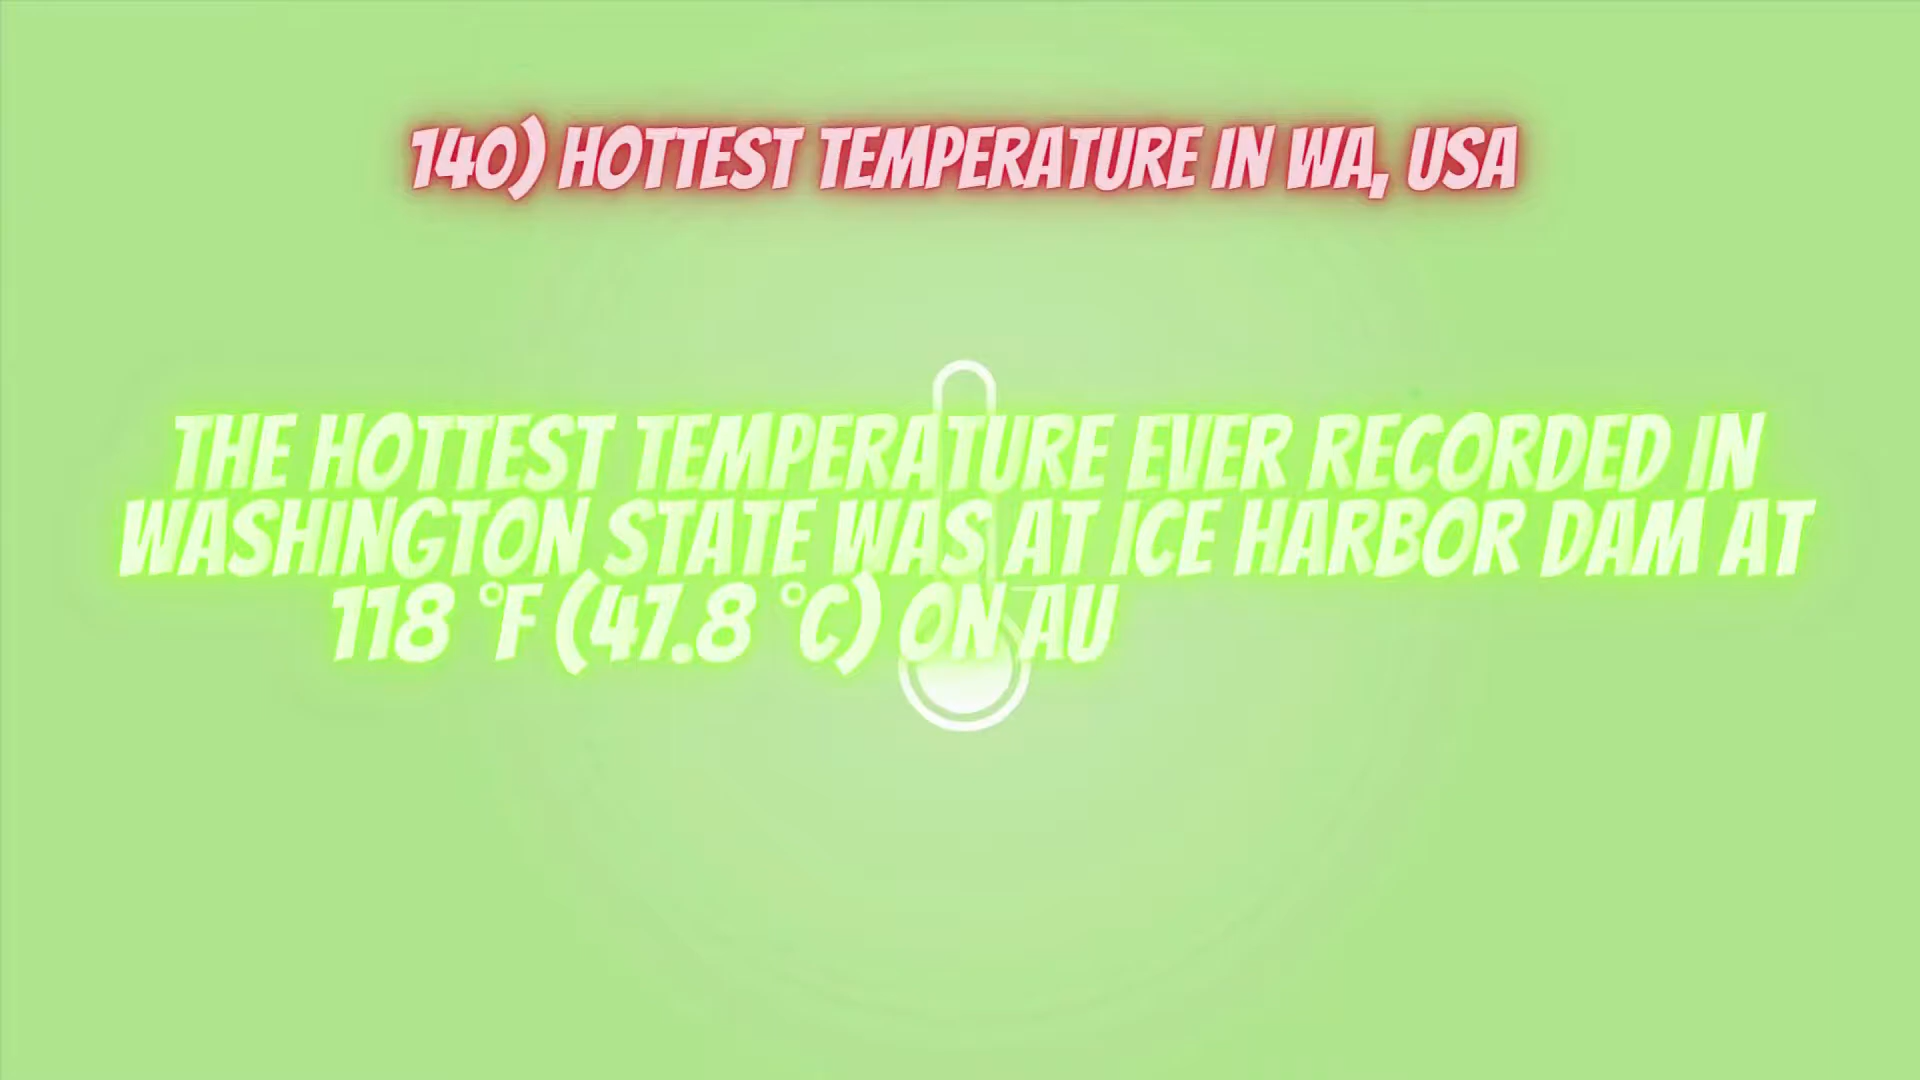 140) HOTTEST TEMPERATURE IN WA, USA
THE HOTTEST TEMPERATURE EVER RECORDED IN
WASHINGTON STATE WAS AT ICE HARBOR DAM AT
118 °F (47.8 °C) ON AU